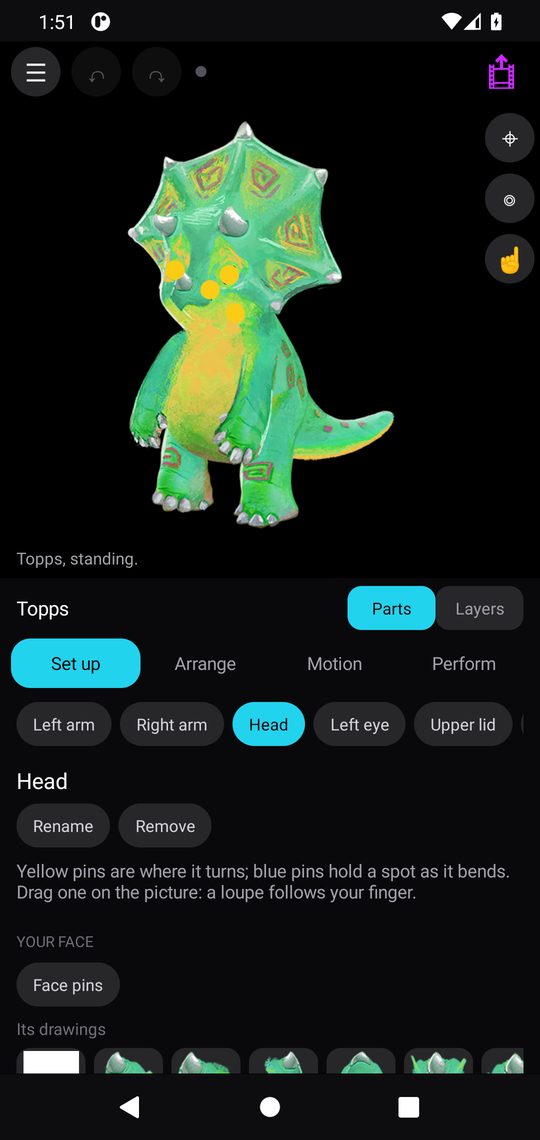 1:51
Topps, standing.
Topps
Parts
Layers
Set up
Arrange
Motion
Perform
Left arm
Right arm
Head
Left eye
Upper lid
Head
Rename
Remove
Yellow pins are where it turns; blue pins hold a spot as it bends.
Drag one on the picture: a loupe follows your finger.
YOUR FACE
Face pins
Its drawings